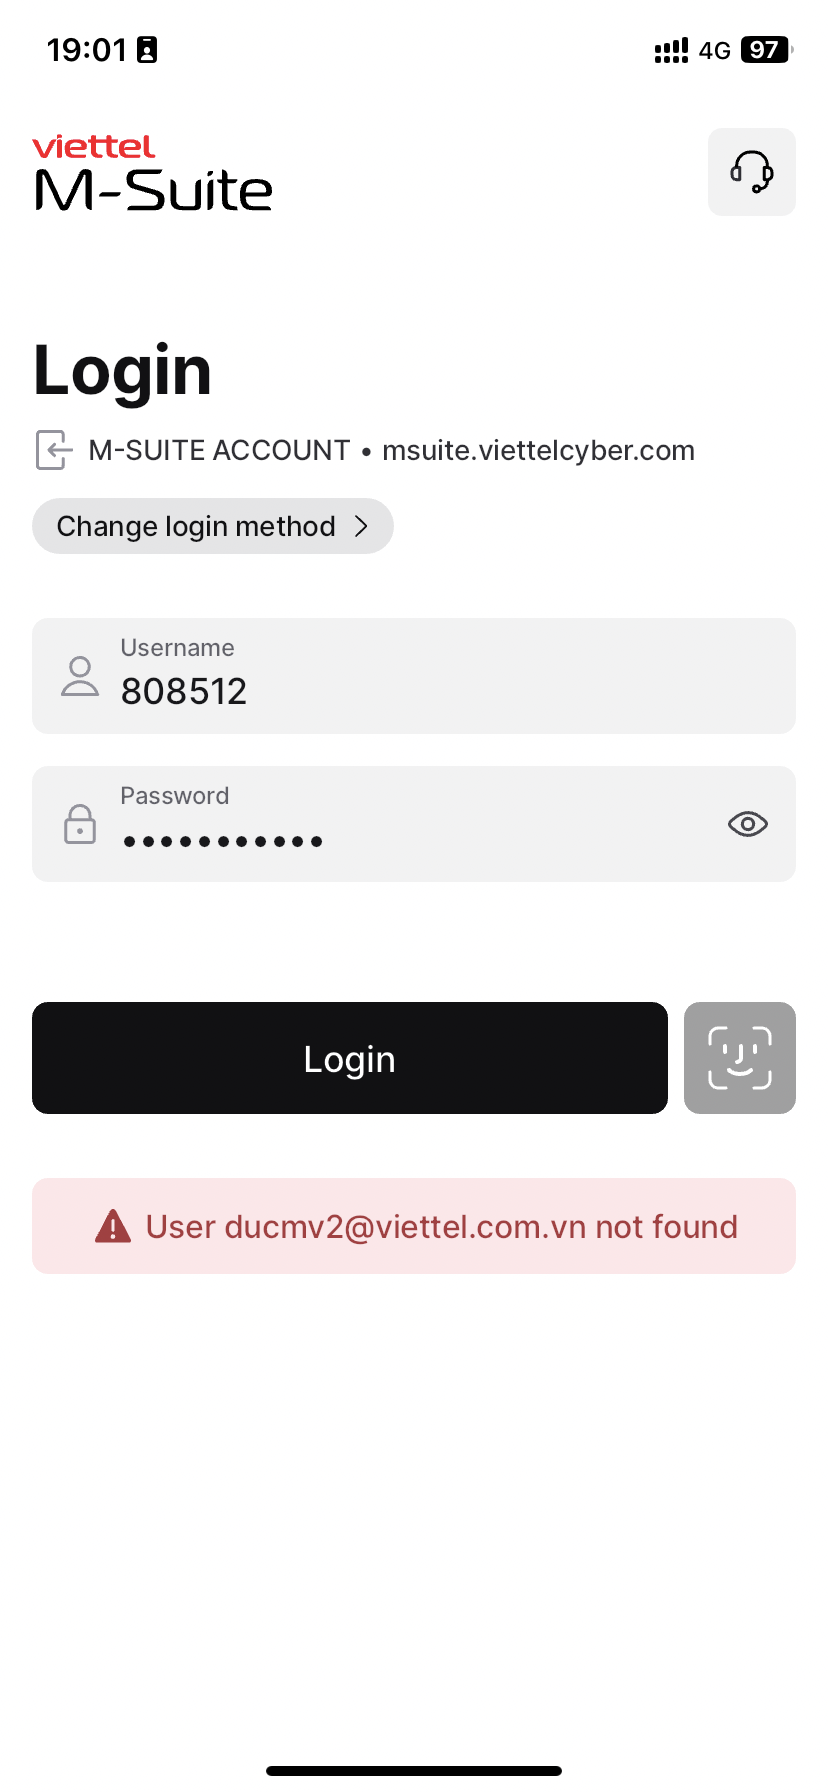 19:01
4G 97
viettel
M-Suite
Login
M-SUITE ACCOUNT • msuite.viettelcyber.com
Change login method
Username
808512
Password
•••••••••••
Login
User ducmv2@viettel.com.vn not found